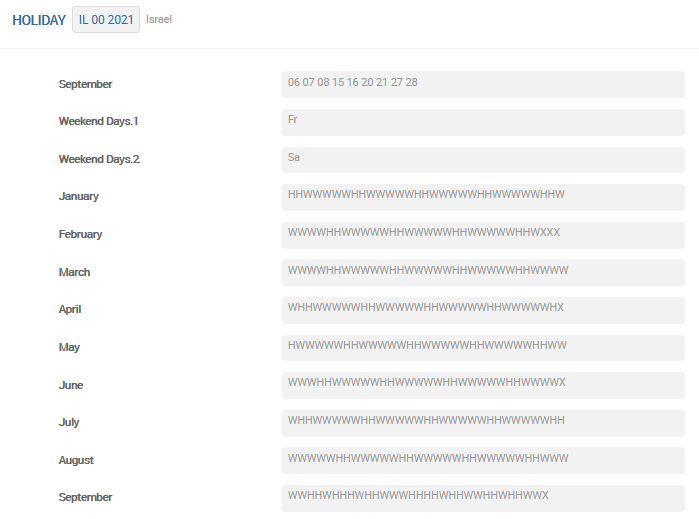 HOLIDAY IL 00 2021 Israel
September 06 07 08 15 16 20 21 27 28
Weekend Days.1 Fr
Weekend Days.2 Sa
January HHWWWWWHHWWWWWHHWWWWWHHWWWWWHHW
February WWWWHHWWWWWHHWWWWWHHWWWWWHHWXXX
March WWWWHHWWWWWHHWWWWWHHWWWWWHHWWWW
April WHHWWWWWHHWWWWWHHWWWWWHHWWWWWHX
May HWWWWWHHWWWWWHHWWWWWHHWWWWWHHWW
June WWWHHWWWWWHHWWWWWHHWWWWWHHWWWWX
July WHHWWWWWHHWWWWWHHWWWWWHHWWWWWHH
August WWWWWHHWWWWWHHWWWWWHHWWWWWHHWWW
September WWHHWHHHWHHWWWHHHHWHHWWHHWHHWWX